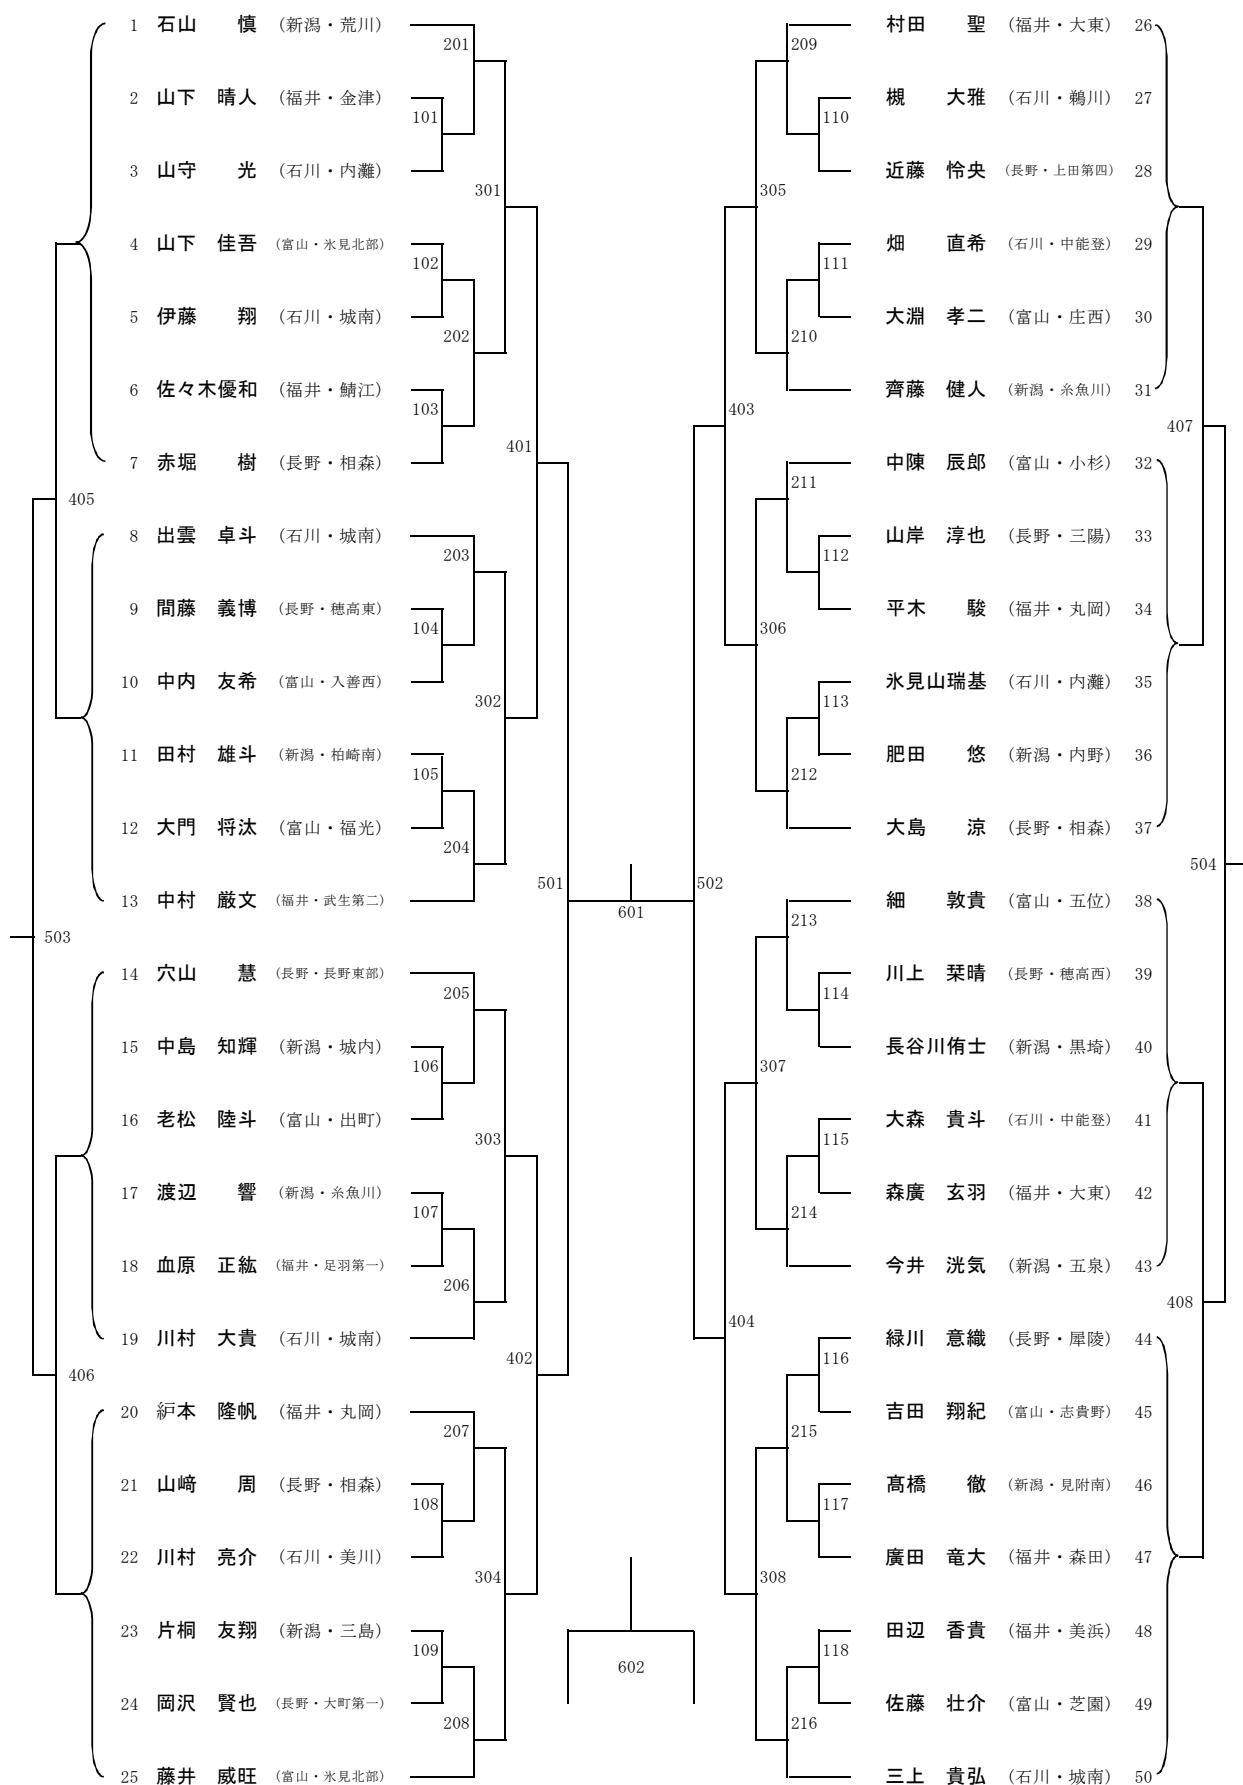 1 石山 慎 （新潟・荒川）
201
2 山下 晴人 （福井・金津）
101
3 山守 光 （石川・内灘）
301
4 山下 佳吾 （富山・氷見北部）
102
5 伊藤 翔 （石川・城南）
202
6 佐々木優和 （福井・鯖江）
103
401
7 赤堀 樹 （長野・相森）
405
8 出雲 卓斗 （石川・城南）
203
9 間藤 義博 （長野・穂高東）
104
10 中内 友希 （富山・入善西）
302
11 田村 雄斗 （新潟・柏崎南）
105
12 大門 将汰 （富山・福光）
204
501
13 中村 厳文 （福井・武生第二）
503
14 穴山 慧 （長野・長野東部）
205
15 中島 知輝 （新潟・城内）
106
16 老松 陸斗 （富山・出町）
303
17 渡辺 響 （新潟・糸魚川）
107
18 血原 正紘 （福井・足羽第一）
206
19 川村 大貴 （石川・城南）
402
406
20 本 隆帆 （福井・丸岡）
207
21 山﨑 周 （長野・相森）
108
22 川村 亮介 （石川・美川）
304
23 片桐 友翔 （新潟・三島）
109
24 岡沢 賢也 （長野・大町第一）
208
25 藤井 威旺 （富山・氷見北部）
601
602
村田 聖 （福井・大東） 26
209
槻 大雅 （石川・鵜川） 27
110
近藤 怜央 （長野・上田第四） 28
305
畑 直希 （石川・中能登） 29
111
大淵 孝二 （富山・庄西） 30
210
齊藤 健人 （新潟・糸魚川） 31
403
407
中陳 辰郎 （富山・小杉） 32
211
山岸 淳也 （長野・三陽） 33
112
平木 駿 （福井・丸岡） 34
306
氷見山瑞基 （石川・内灘） 35
113
肥田 悠 （新潟・内野） 36
212
大島 涼 （長野・相森） 37
504
502
細 敦貴 （富山・五位） 38
213
川上 栞晴 （長野・穂高西） 39
114
長谷川侑士 （新潟・黒埼） 40
307
大森 貴斗 （石川・中能登） 41
115
森廣 玄羽 （福井・大東） 42
214
今井 洸気 （新潟・五泉） 43
408
404
緑川 意織 （長野・犀陵） 44
116
吉田 翔紀 （富山・志貴野） 45
215
髙橋 徹 （新潟・見附南） 46
117
廣田 竜大 （福井・森田） 47
308
田辺 香貴 （福井・美浜） 48
118
佐藤 壮介 （富山・芝園） 49
216
三上 貴弘 （石川・城南） 50